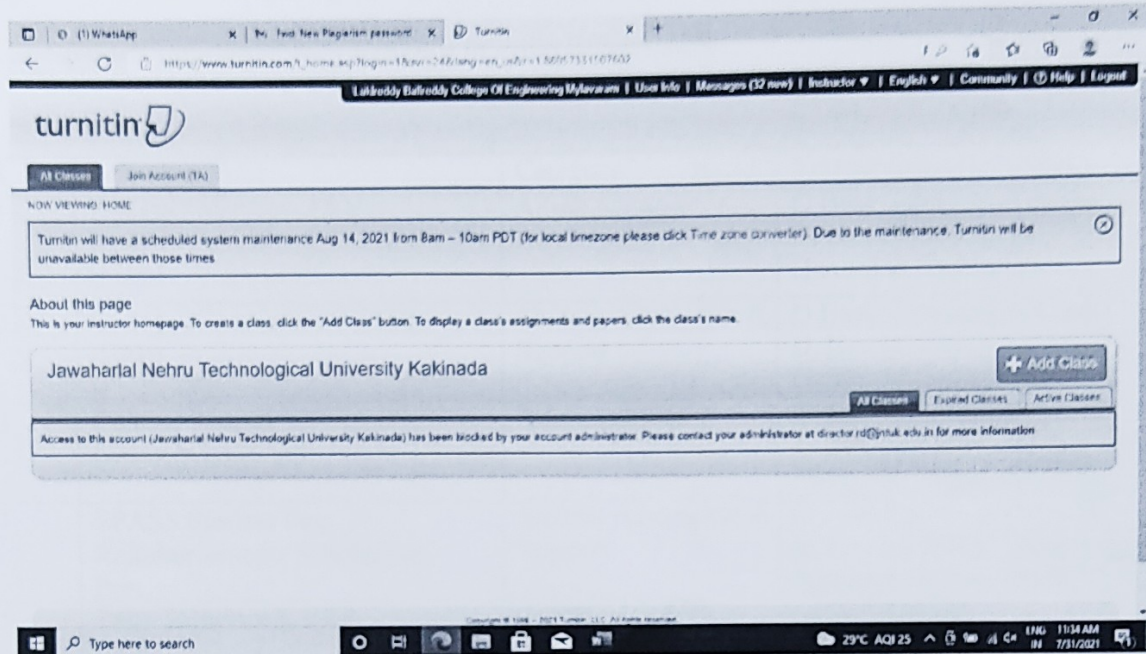 (1) WhatsApp
Turnitin
Lakireddy Balireddy College Of Engineering Mylavaram | User Info | Messages (32 new) | Instructor | English | Community | Help | Logout
turnitin
All Classes
Join Account (TA)
NOW VIEWING: HOME
Turnitin will have a scheduled system maintenance Aug 14, 2021 from 8am – 10am PDT (for local timezone please click Time zone converter). Due to the maintenance, Turnitin will be
unavailable between those times
About this page
This is your instructor homepage. To create a class, click the "Add Class" button. To display a class's assignments and papers, click the class's name.
Jawaharlal Nehru Technological University Kakinada
Add Class
All Classes
Expired Classes
Active Classes
Access to this account (Jawaharlal Nehru Technological University Kakinada) has been blocked by your account administrator. Please contact your administrator at director.rd@jntuk.edu.in for more information
Type here to search
29°C AQI 25
ENG 11:34 AM
IN 7/31/2021